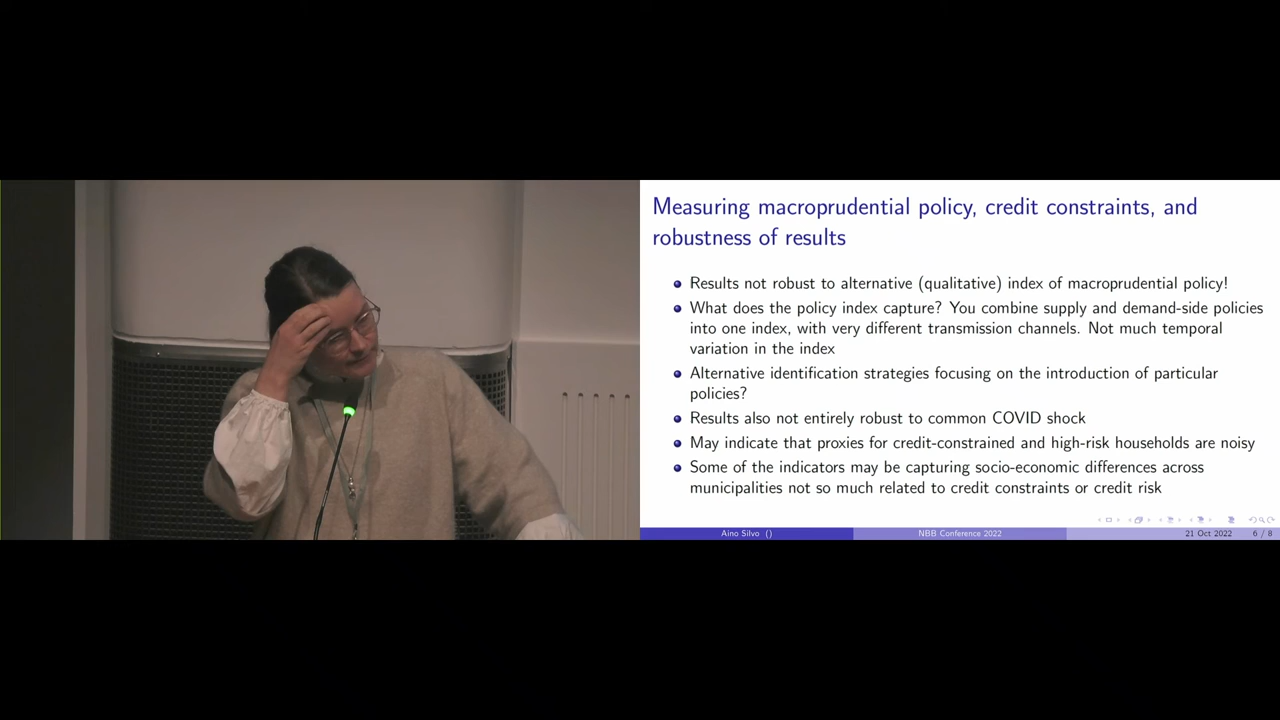 Measuring macroprudential policy, credit constraints, and
robustness of results
Results not robust to alternative (qualitative) index of macroprudential policy!
What does the policy index capture? You combine supply and demand-side policies
into one index, with very different transmission channels. Not much temporal
variation in the index
Alternative identification strategies focusing on the introduction of particular
policies?
Results also not entirely robust to common COVID shock
May indicate that proxies for credit-constrained and high-risk households are noisy
Some of the indicators may be capturing socio-economic differences across
municipalities not so much related to credit constraints or credit risk
Aino Silvo () NBB Conference 2022 21 Oct 2022 6 / 8